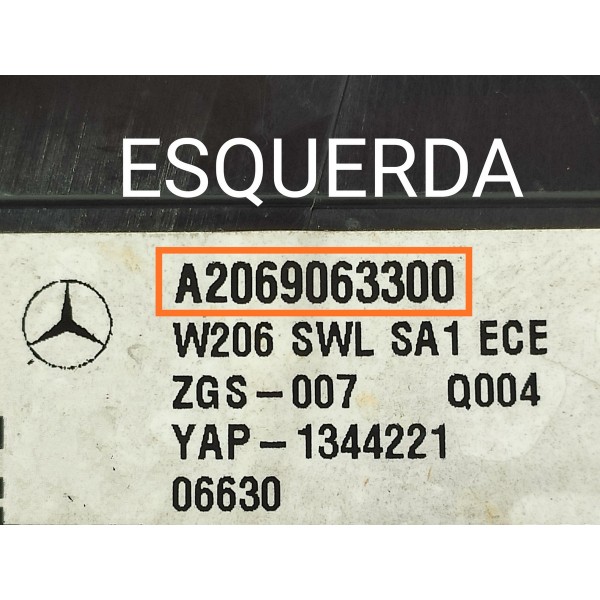 ESQUERDA
A2069063300
W206 SWL SA1 ECE
ZGS-007 Q004
YAP-1344221
06630